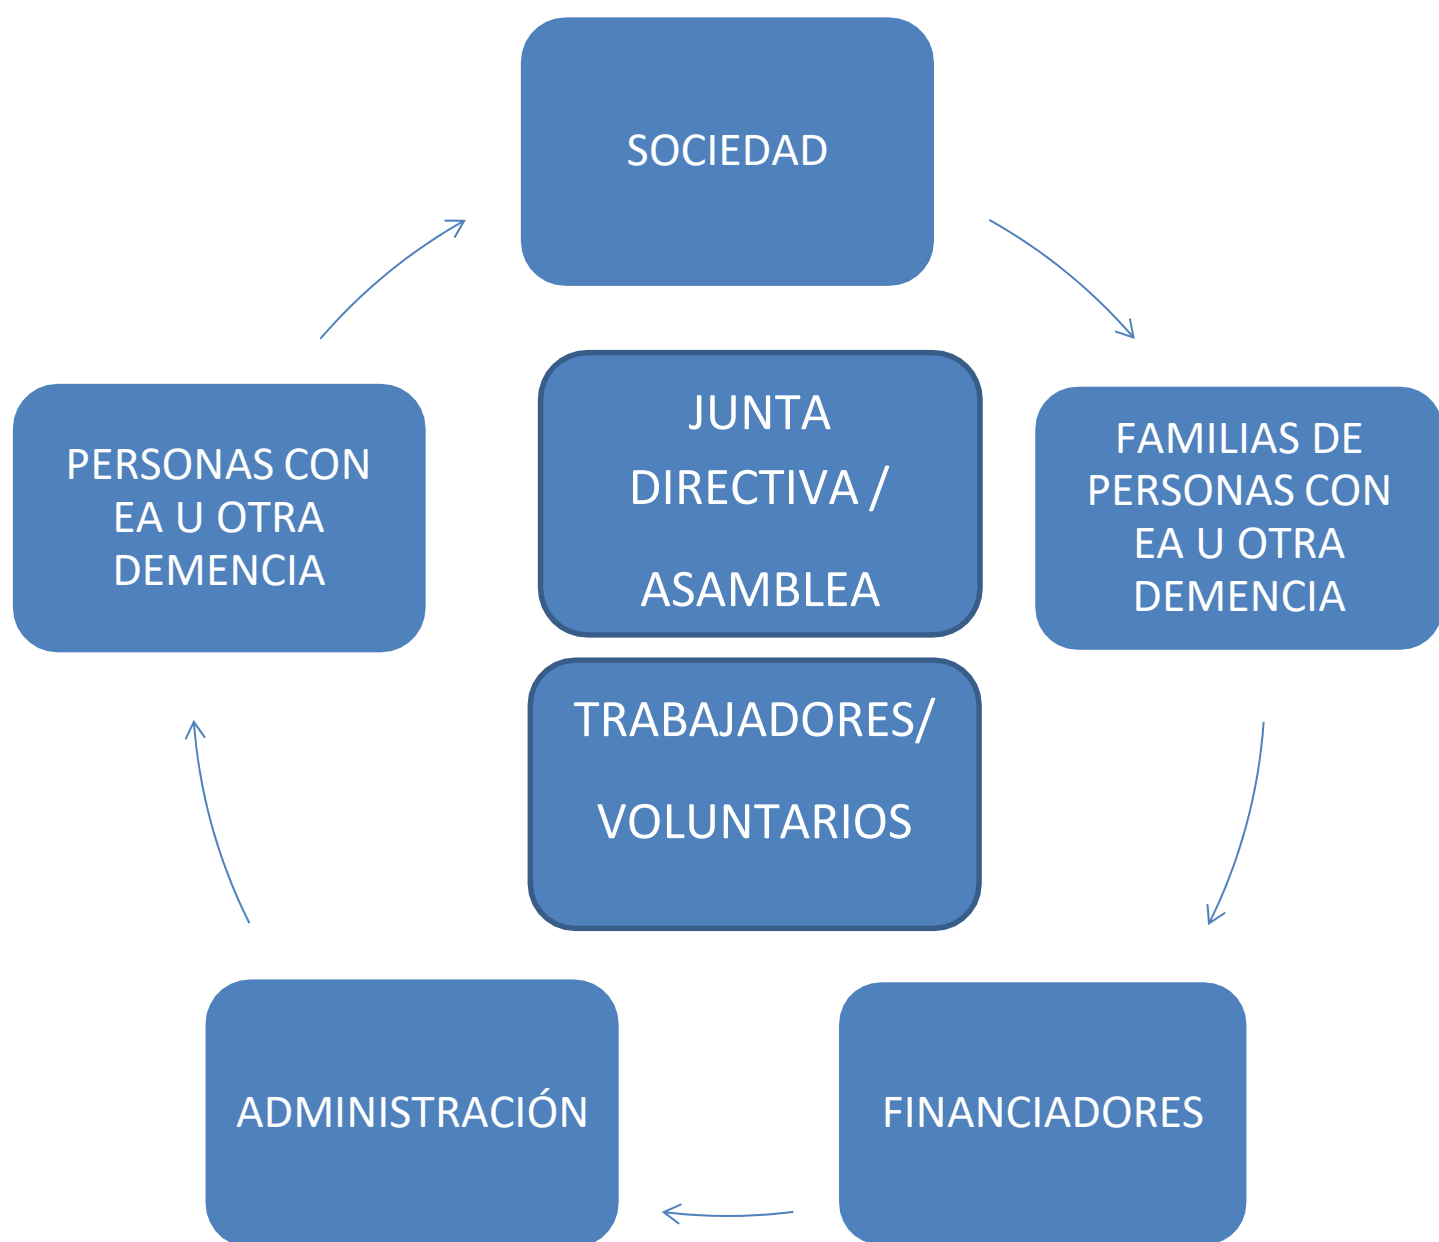 SOCIEDAD
PERSONAS CON
EA U OTRA
DEMENCIA
JUNTA
DIRECTIVA /
ASAMBLEA
FAMILIAS DE
PERSONAS CON
EA U OTRA
DEMENCIA
TRABAJADORES/
VOLUNTARIOS
ADMINISTRACIÓN
FINANCIADORES